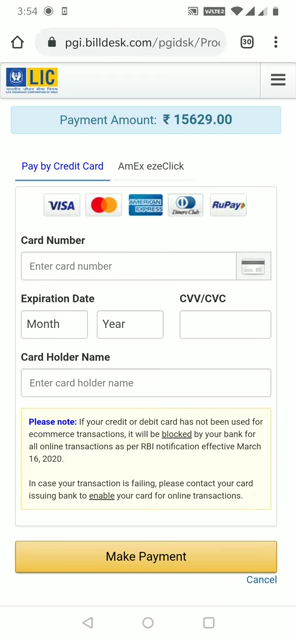 3:54
VoLTE 2
pgi.billdesk.com/pgidsk/Proc
30
LIC
Payment Amount: ₹ 15629.00
Pay by Credit Card
AmEx ezeClick
VISA
AMERICAN EXPRESS
Diners Club
RuPay
Card Number
Enter card number
Expiration Date
CVV/CVC
Month
Year
Card Holder Name
Enter card holder name
Please note: If your credit or debit card has not been used for
ecommerce transactions, it will be blocked by your bank for
all online transactions as per RBI notification effective March
16, 2020.
In case your transaction is failing, please contact your card
issuing bank to enable your card for online transactions.
Make Payment
Cancel